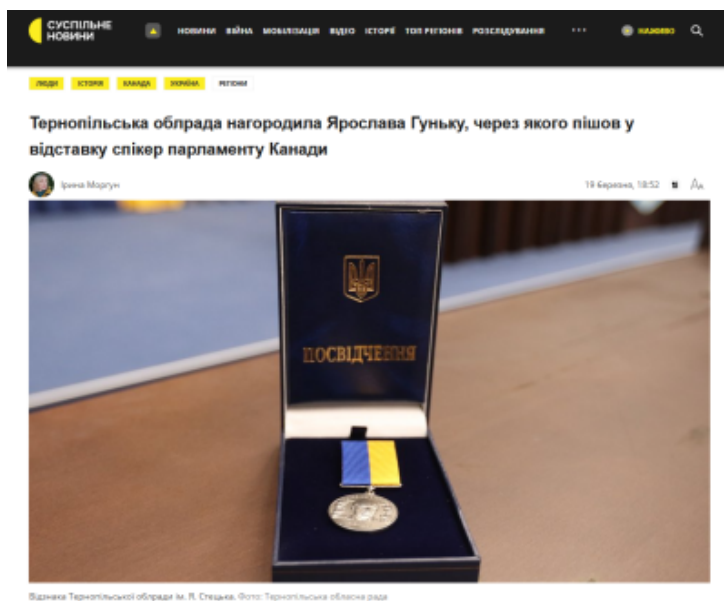 СУСПІЛЬНЕ
НОВИНИ
НОВИНИ ВІЙНА МОБІЛІЗАЦІЯ ВІДЕО ІСТОРІЇ ТОП РЕГІОНІВ РОЗСЛІДУВАННЯ ... НАЖИВО
ЛЮДИ ІСТОРІЯ КАНАДА УКРАЇНА РЕГІОНИ
Тернопільська облрада нагородила Ярослава Гуньку, через якого пішов у
відставку спікер парламенту Канади
Ірина Моргун
19 березня, 18:52
ПОСВІДЧЕННЯ
Відзнака Тернопільської облради ім. Я. Стецька. Фото: Тернопільська обласна рада